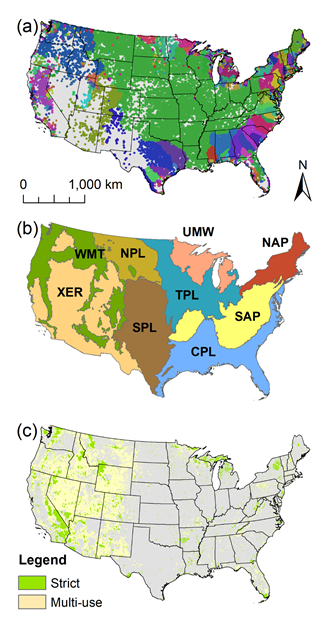 (a)
N
0
1,000 km
(b)
UMW
NAP
WMT
NPL
XER
TPL
SPL
SAP
CPL
(c)
Legend
Strict
Multi-use